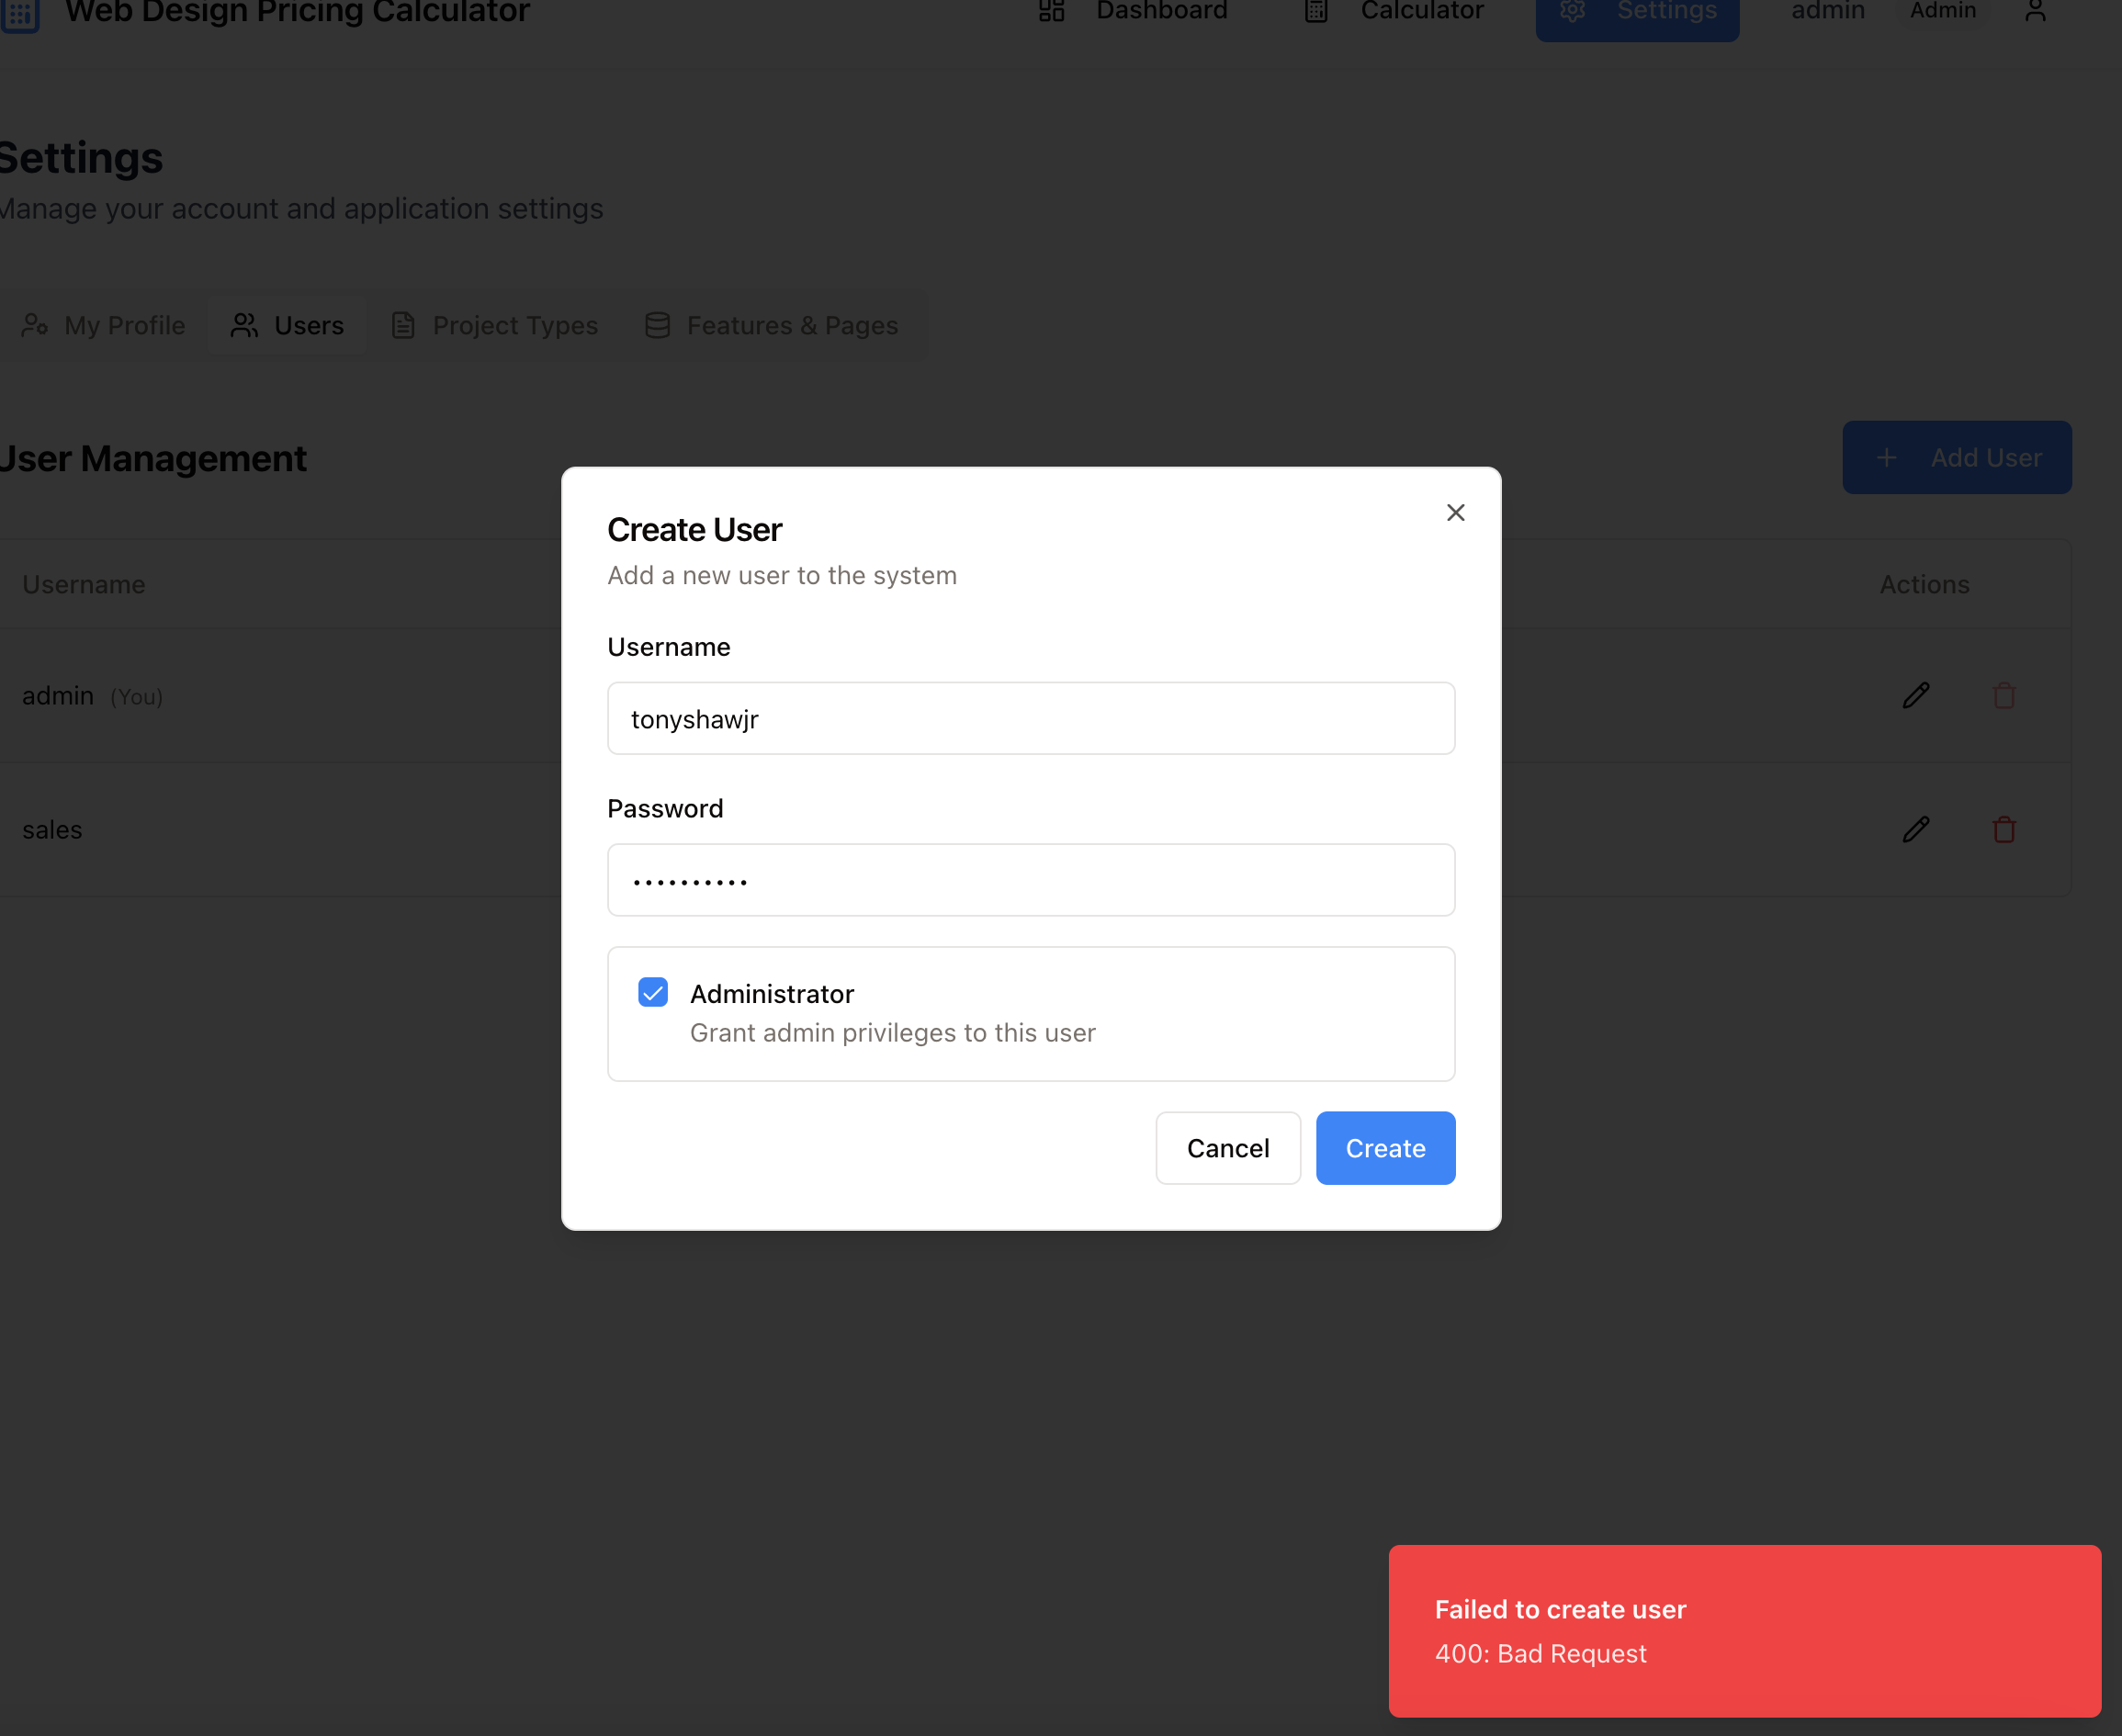 Web Design Pricing Calculator
Dashboard
Calculator
Settings
admin
Admin
Settings
Manage your account and application settings
My Profile
Users
Project Types
Features & Pages
User Management
Add User
Username
Actions
admin (You)
sales
Create User
Add a new user to the system
Username
tonyshawjr
Password
••••••••••
Administrator
Grant admin privileges to this user
Cancel
Create
Failed to create user
400: Bad Request